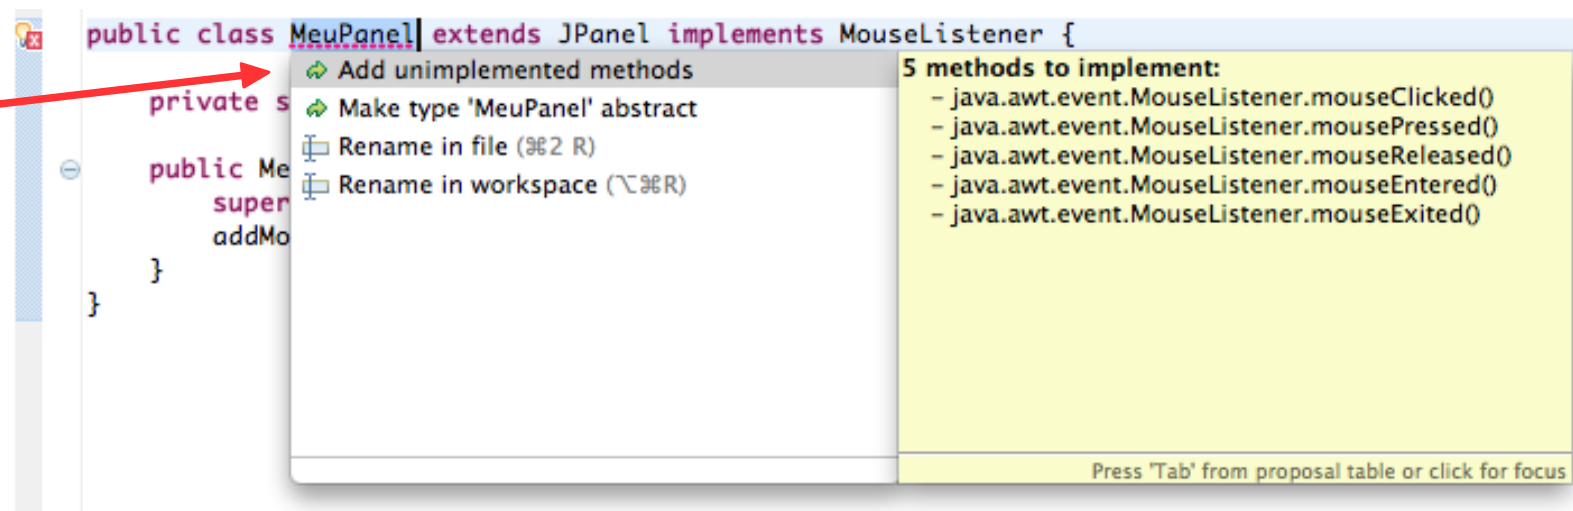 public class MeuPanel extends JPanel implements MouseListener {
private s
public Me
super
addMo
}
}
Add unimplemented methods
Make type 'MeuPanel' abstract
Rename in file (⌘2 R)
Rename in workspace (⌥⌘R)
5 methods to implement:
- java.awt.event.MouseListener.mouseClicked()
- java.awt.event.MouseListener.mousePressed()
- java.awt.event.MouseListener.mouseReleased()
- java.awt.event.MouseListener.mouseEntered()
- java.awt.event.MouseListener.mouseExited()
Press 'Tab' from proposal table or click for focus